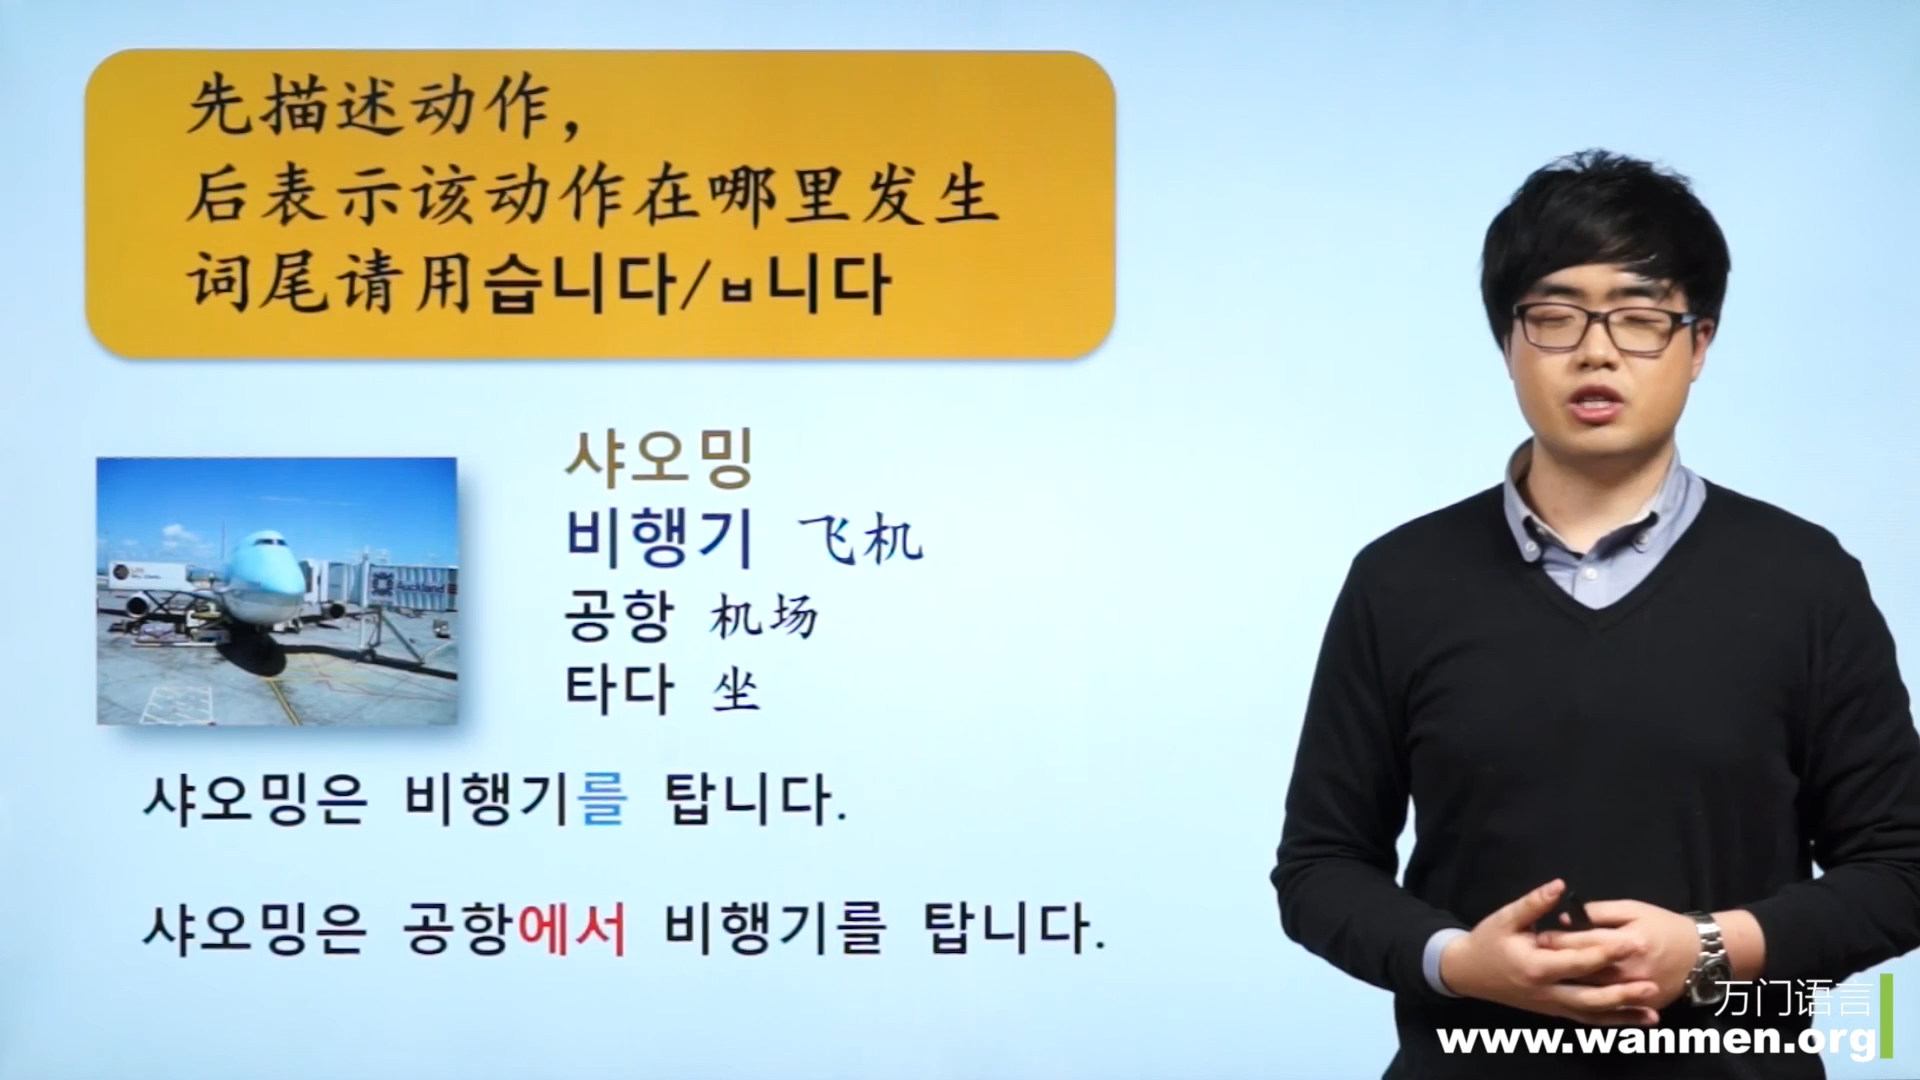 先描述动作，
后表示该动作在哪里发生
词尾请用습니다/ㅂ니다
샤오밍
비행기 飞机
공항 机场
타다 坐
Auckland
샤오밍은 비행기를 탑니다.
샤오밍은 공항에서 비행기를 탑니다.
万门语言
www.wanmen.org